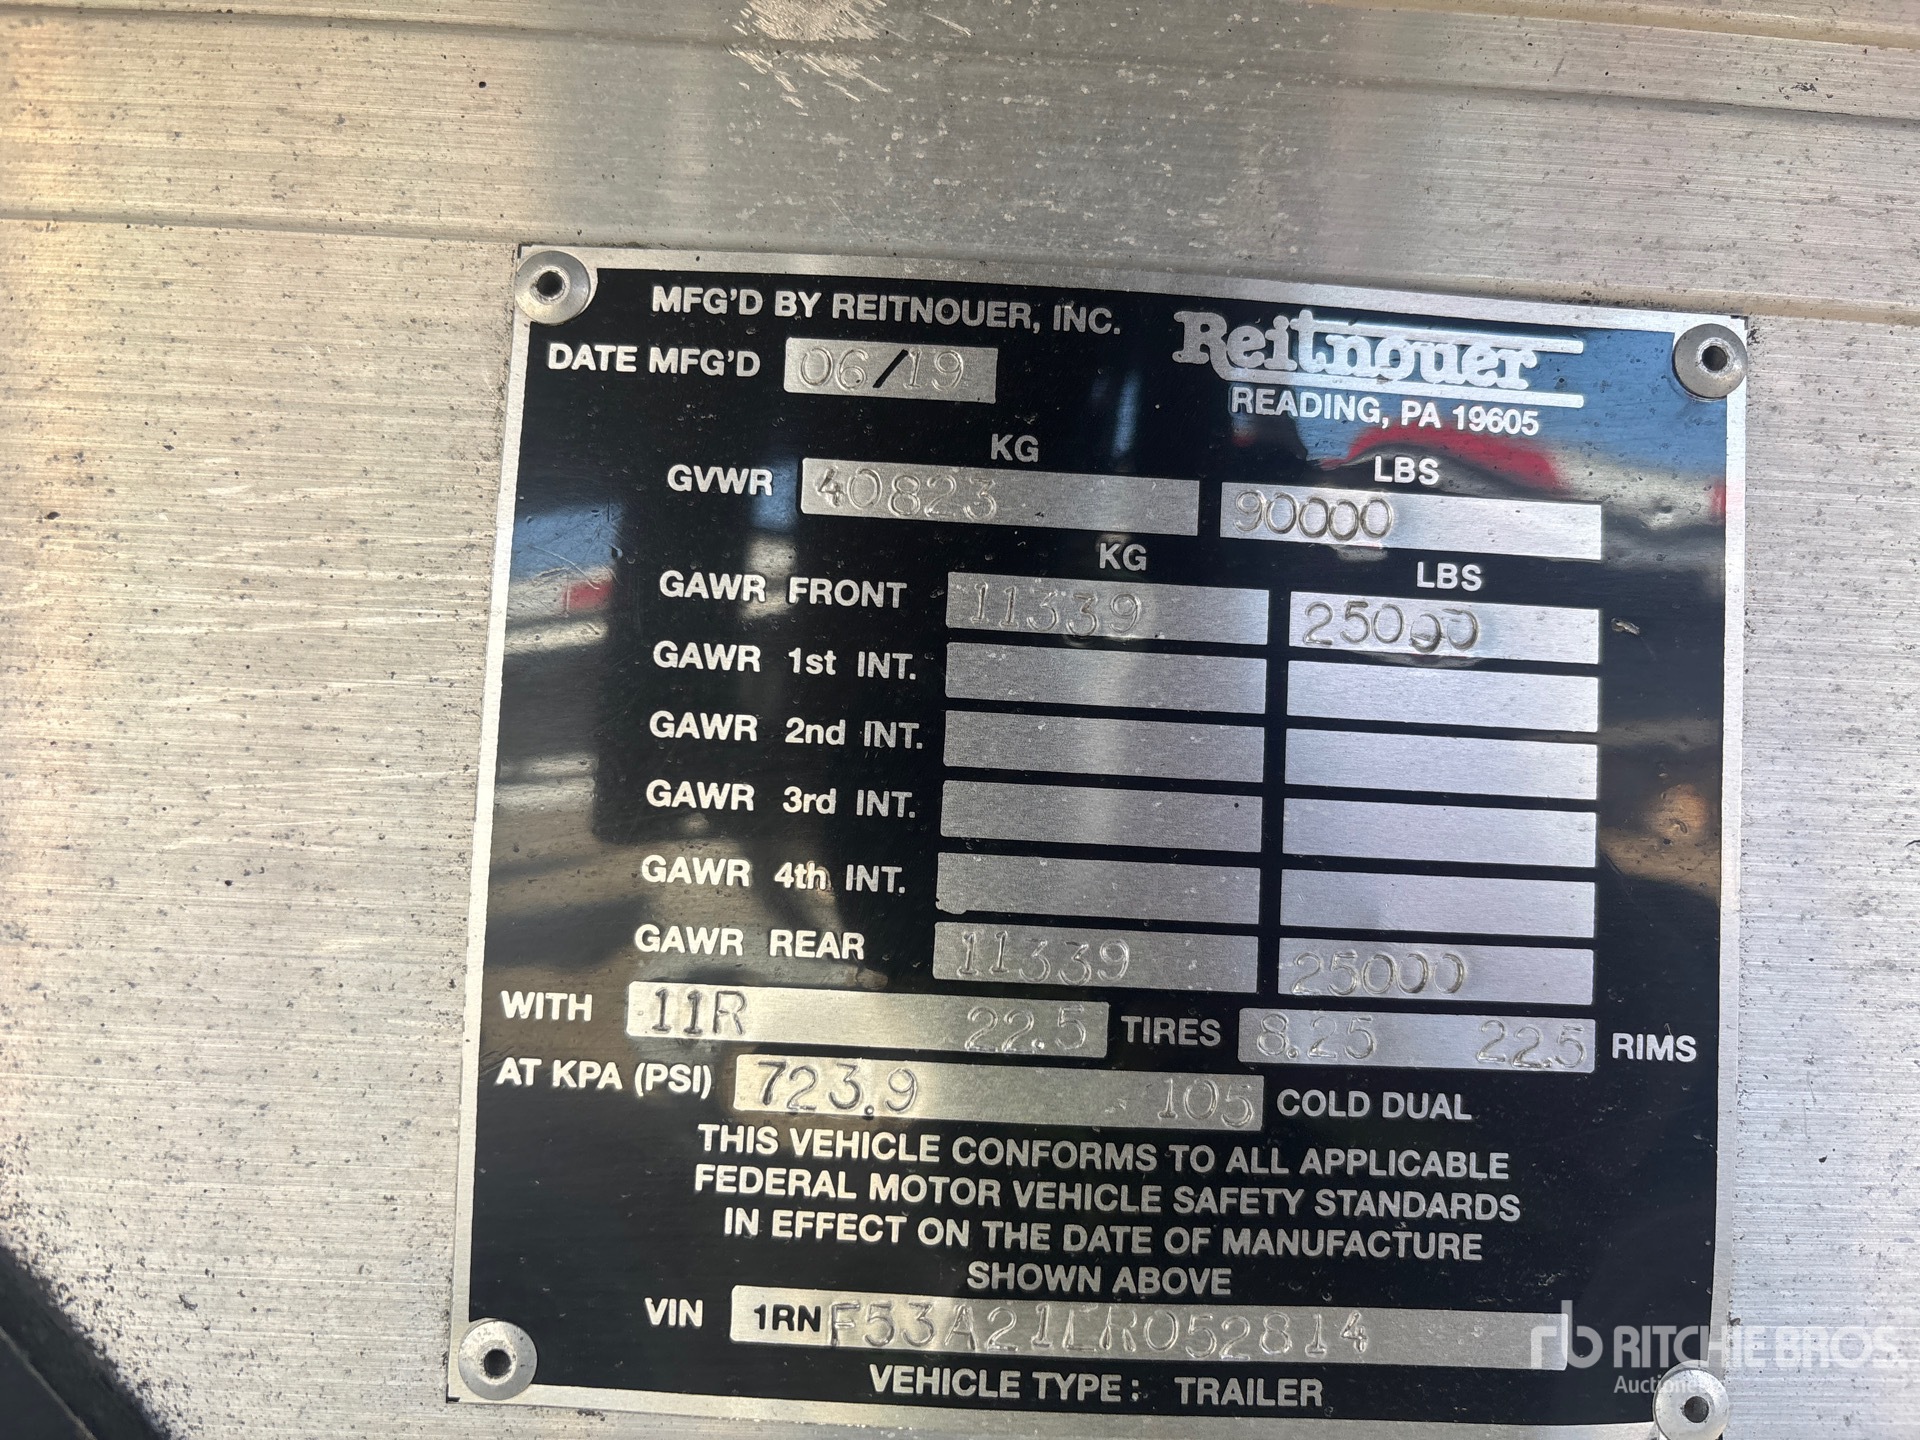 MFG'D BY REITNOUER, INC.
Reitnouer
DATE MFG'D 06/19
READING, PA 19605
KG LBS
GVWR 40823 90000
KG LBS
GAWR FRONT 11339 25000
GAWR 1st INT.
GAWR 2nd INT.
GAWR 3rd INT.
GAWR 4th INT.
GAWR REAR 11339 25000
WITH 11R 22.5 TIRES 8.25 22.5 RIMS
AT KPA (PSI) 723.9 105 COLD DUAL
THIS VEHICLE CONFORMS TO ALL APPLICABLE
FEDERAL MOTOR VEHICLE SAFETY STANDARDS
IN EFFECT ON THE DATE OF MANUFACTURE
SHOWN ABOVE
VIN 1RNF53A21LR052814
VEHICLE TYPE: TRAILER
rb RITCHIE BROS.
Auctioneers